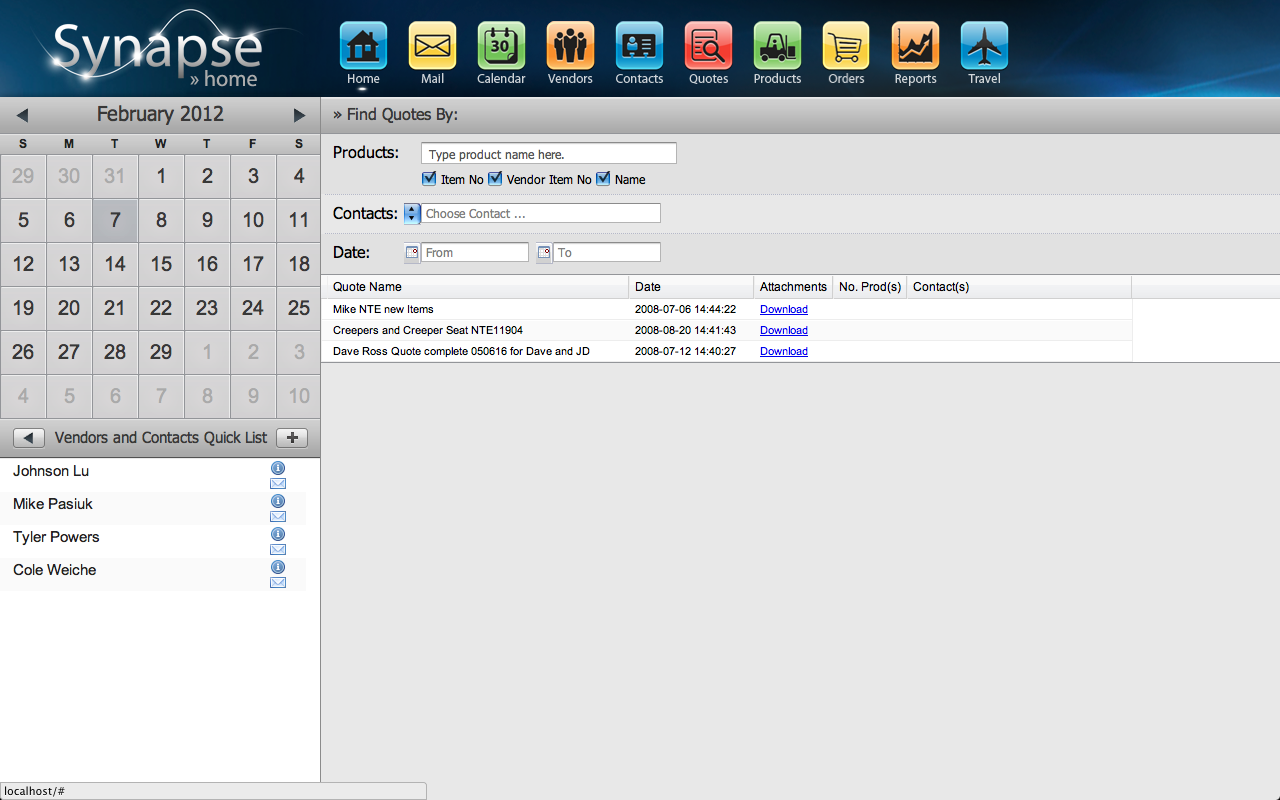 Synapse
» home
30
Home Mail Calendar Vendors Contacts Quotes Products Orders Reports Travel
February 2012
S M T W T F S
29 30 31 1 2 3 4
5 6 7 8 9 10 11
12 13 14 15 16 17 18
19 20 21 22 23 24 25
26 27 28 29 1 2 3
4 5 6 7 8 9 10
Vendors and Contacts Quick List
Johnson Lu
Mike Pasiuk
Tyler Powers
Cole Weiche
» Find Quotes By:
Products: Type product name here.
Item No Vendor Item No Name
Contacts: Choose Contact ...
Date: From To
Quote Name Date Attachments No. Prod(s) Contact(s)
Mike NTE new Items 2008-07-06 14:44:22 Download
Creepers and Creeper Seat NTE11904 2008-08-20 14:41:43 Download
Dave Ross Quote complete 050616 for Dave and JD 2008-07-12 14:40:27 Download
localhost/#